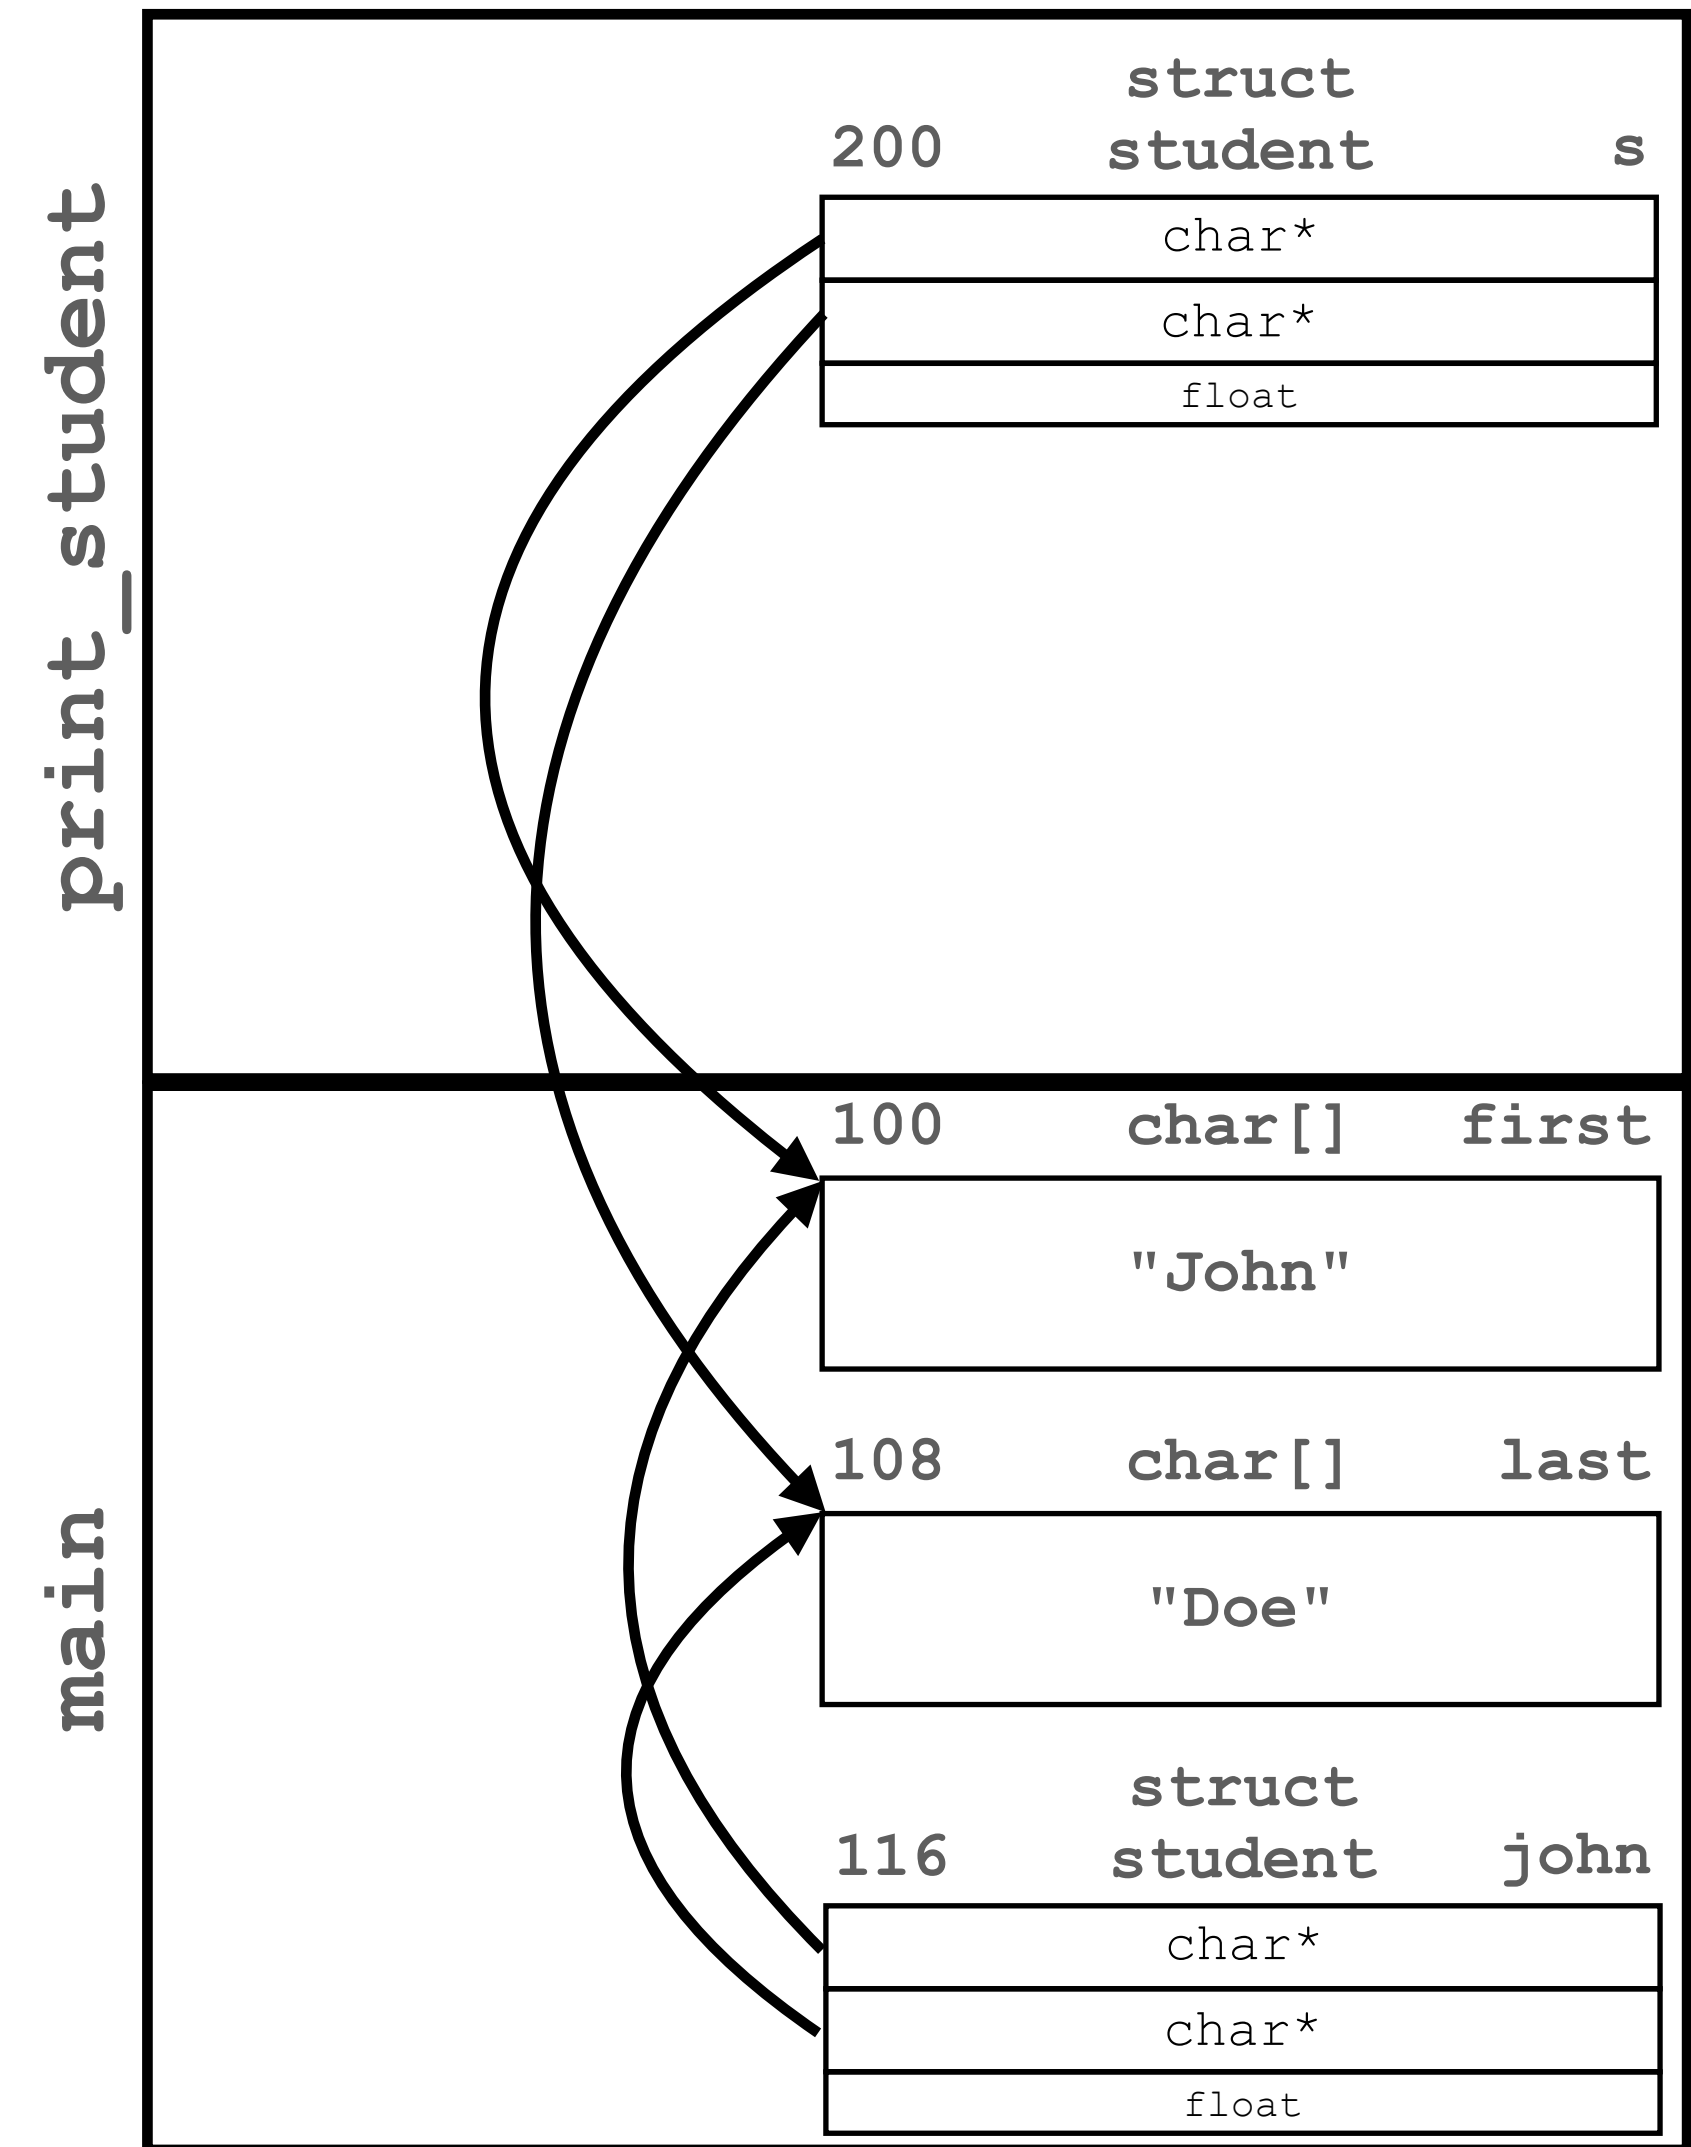 print_student
struct
200 student s
char*
char*
float
main
100 char[] first
"John"
108 char[] last
"Doe"
struct
116 student john
char*
char*
float